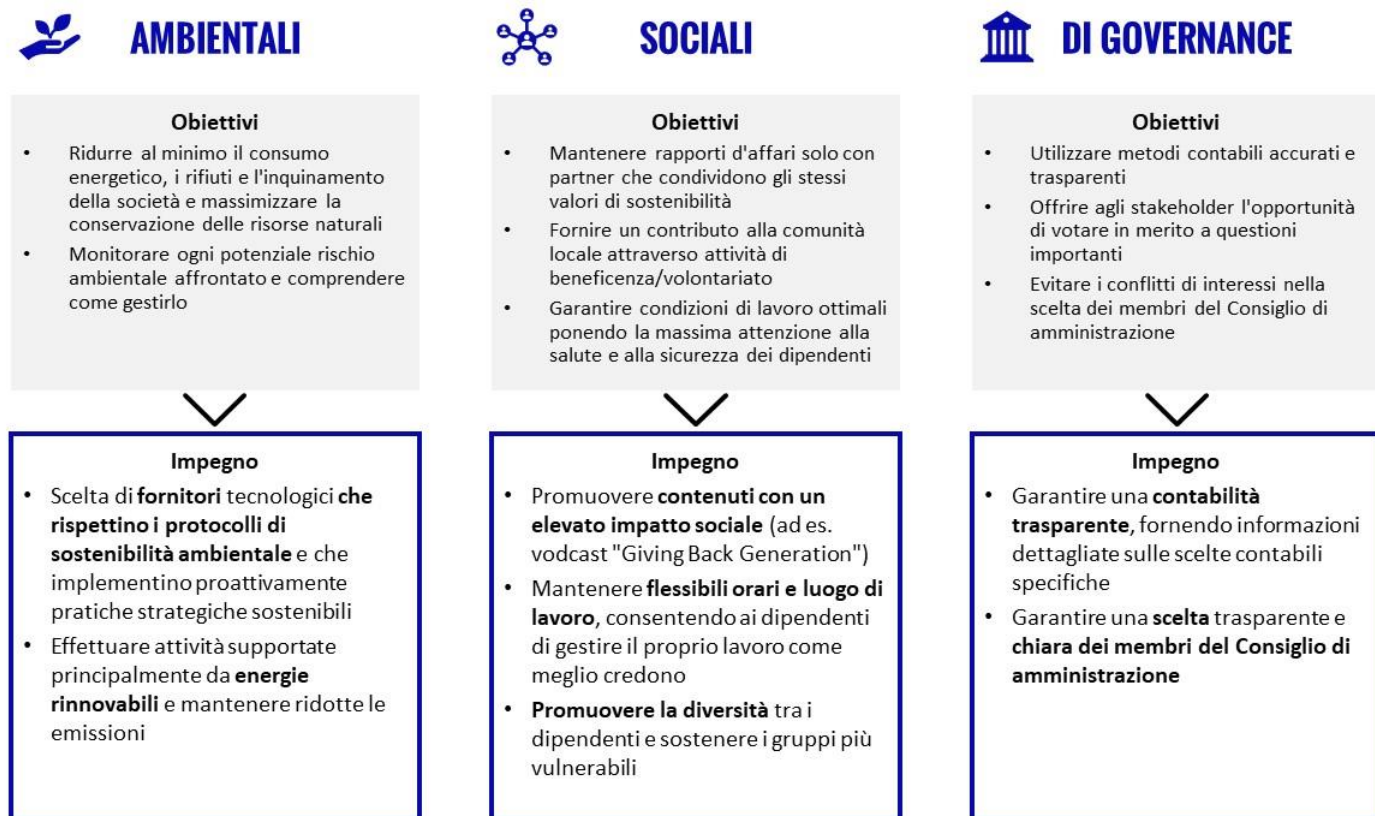 AMBIENTALI
Obiettivi
• Ridurre al minimo il consumo
energetico, i rifiuti e l'inquinamento
della società e massimizzare la
conservazione delle risorse naturali
• Monitorare ogni potenziale rischio
ambientale affrontato e comprendere
come gestirlo
Impegno
• Scelta di fornitori tecnologici che
rispettino i protocolli di
sostenibilità ambientale e che
implementino proattivamente
pratiche strategiche sostenibili
• Effettuare attività supportate
principalmente da energie
rinnovabili e mantenere ridotte le
emissioni
SOCIALI
Obiettivi
• Mantenere rapporti d'affari solo con
partner che condividono gli stessi
valori di sostenibilità
• Fornire un contributo alla comunità
locale attraverso attività di
beneficenza/volontariato
• Garantire condizioni di lavoro ottimali
ponendo la massima attenzione alla
salute e alla sicurezza dei dipendenti
Impegno
• Promuovere contenuti con un
elevato impatto sociale (ad es.
vodcast "Giving Back Generation")
• Mantenere flessibili orari e luogo di
lavoro, consentendo ai dipendenti
di gestire il proprio lavoro come
meglio credono
• Promuovere la diversità tra i
dipendenti e sostenere i gruppi più
vulnerabili
DI GOVERNANCE
Obiettivi
• Utilizzare metodi contabili accurati e
trasparenti
• Offrire agli stakeholder l'opportunità
di votare in merito a questioni
importanti
• Evitare i conflitti di interessi nella
scelta dei membri del Consiglio di
amministrazione
Impegno
• Garantire una contabilità
trasparente, fornendo informazioni
dettagliate sulle scelte contabili
specifiche
• Garantire una scelta trasparente e
chiara dei membri del Consiglio di
amministrazione